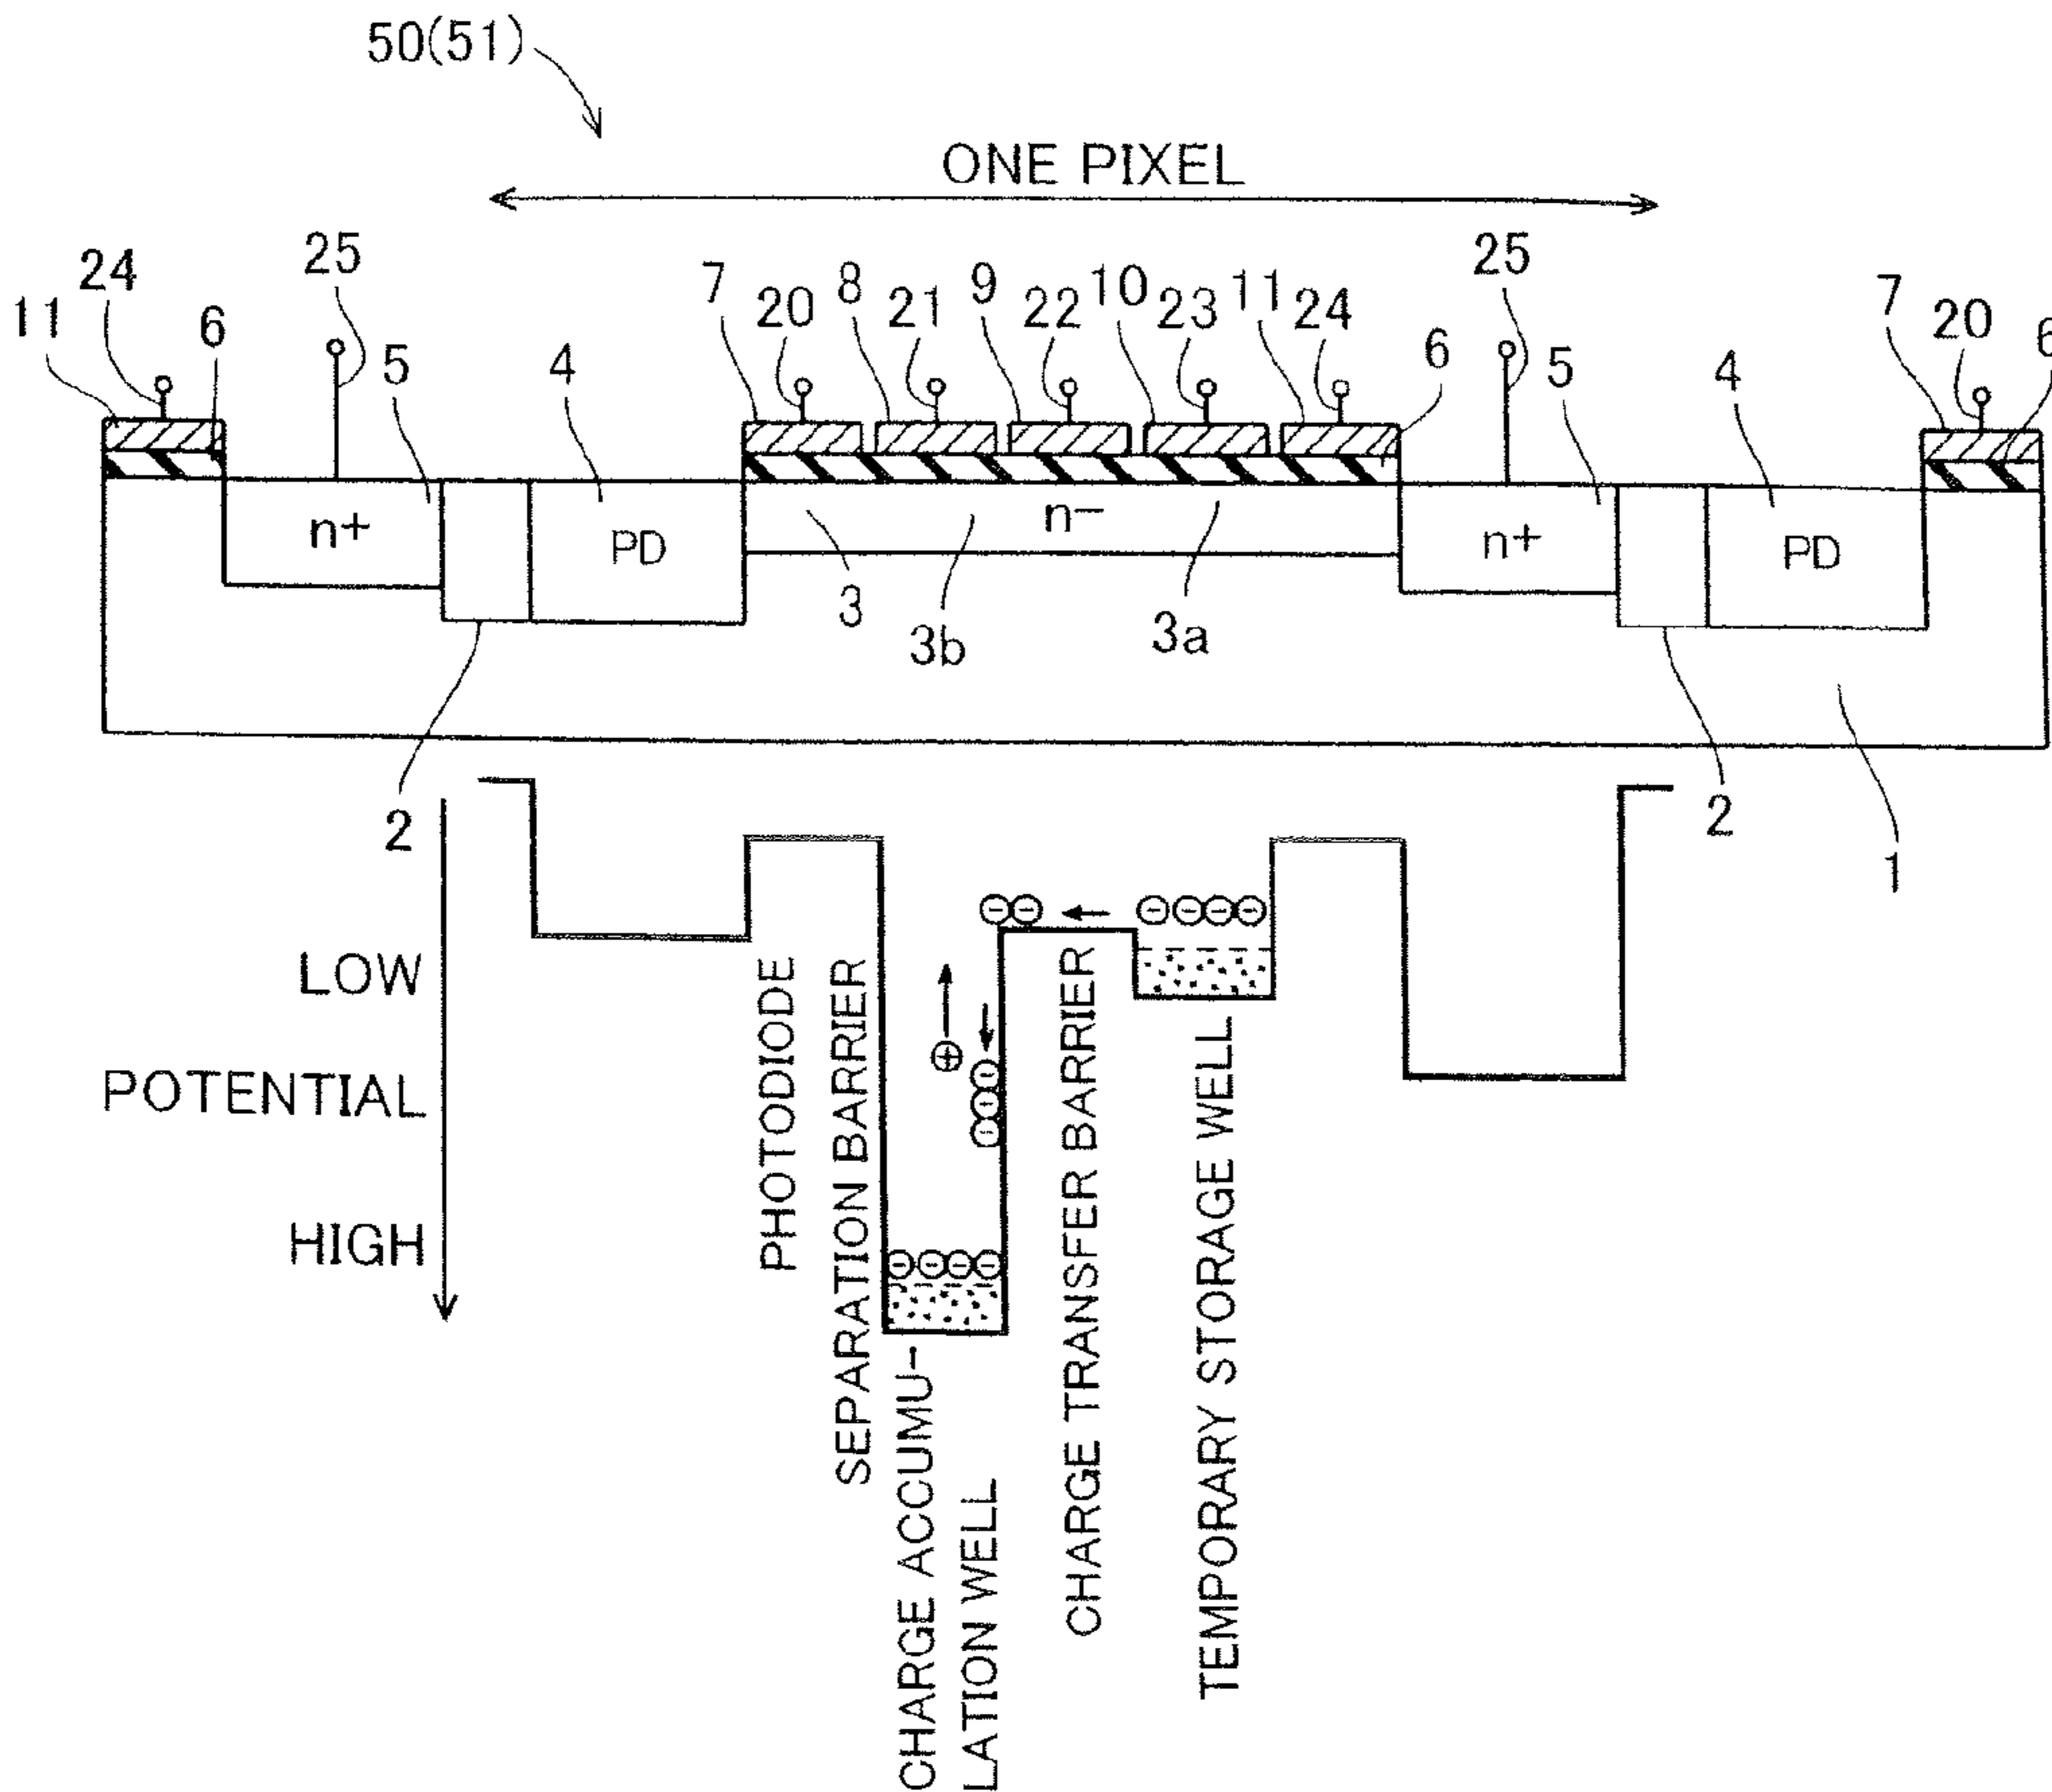 50(51)
ONE PIXEL
24
25
7
8
9
10
11
25
7
11
6
20
21
22
23
24
6
20
6
5
4
5
4
n+
PD
n-
n+
PD
3
3b
3a
2
2
1
LOW
POTENTIAL
HIGH
PHOTODIODE
SEPARATION BARRIER
CHARGE ACCUMU-
LATION WELL
CHARGE TRANSFER BARRIER
TEMPORARY STORAGE WELL